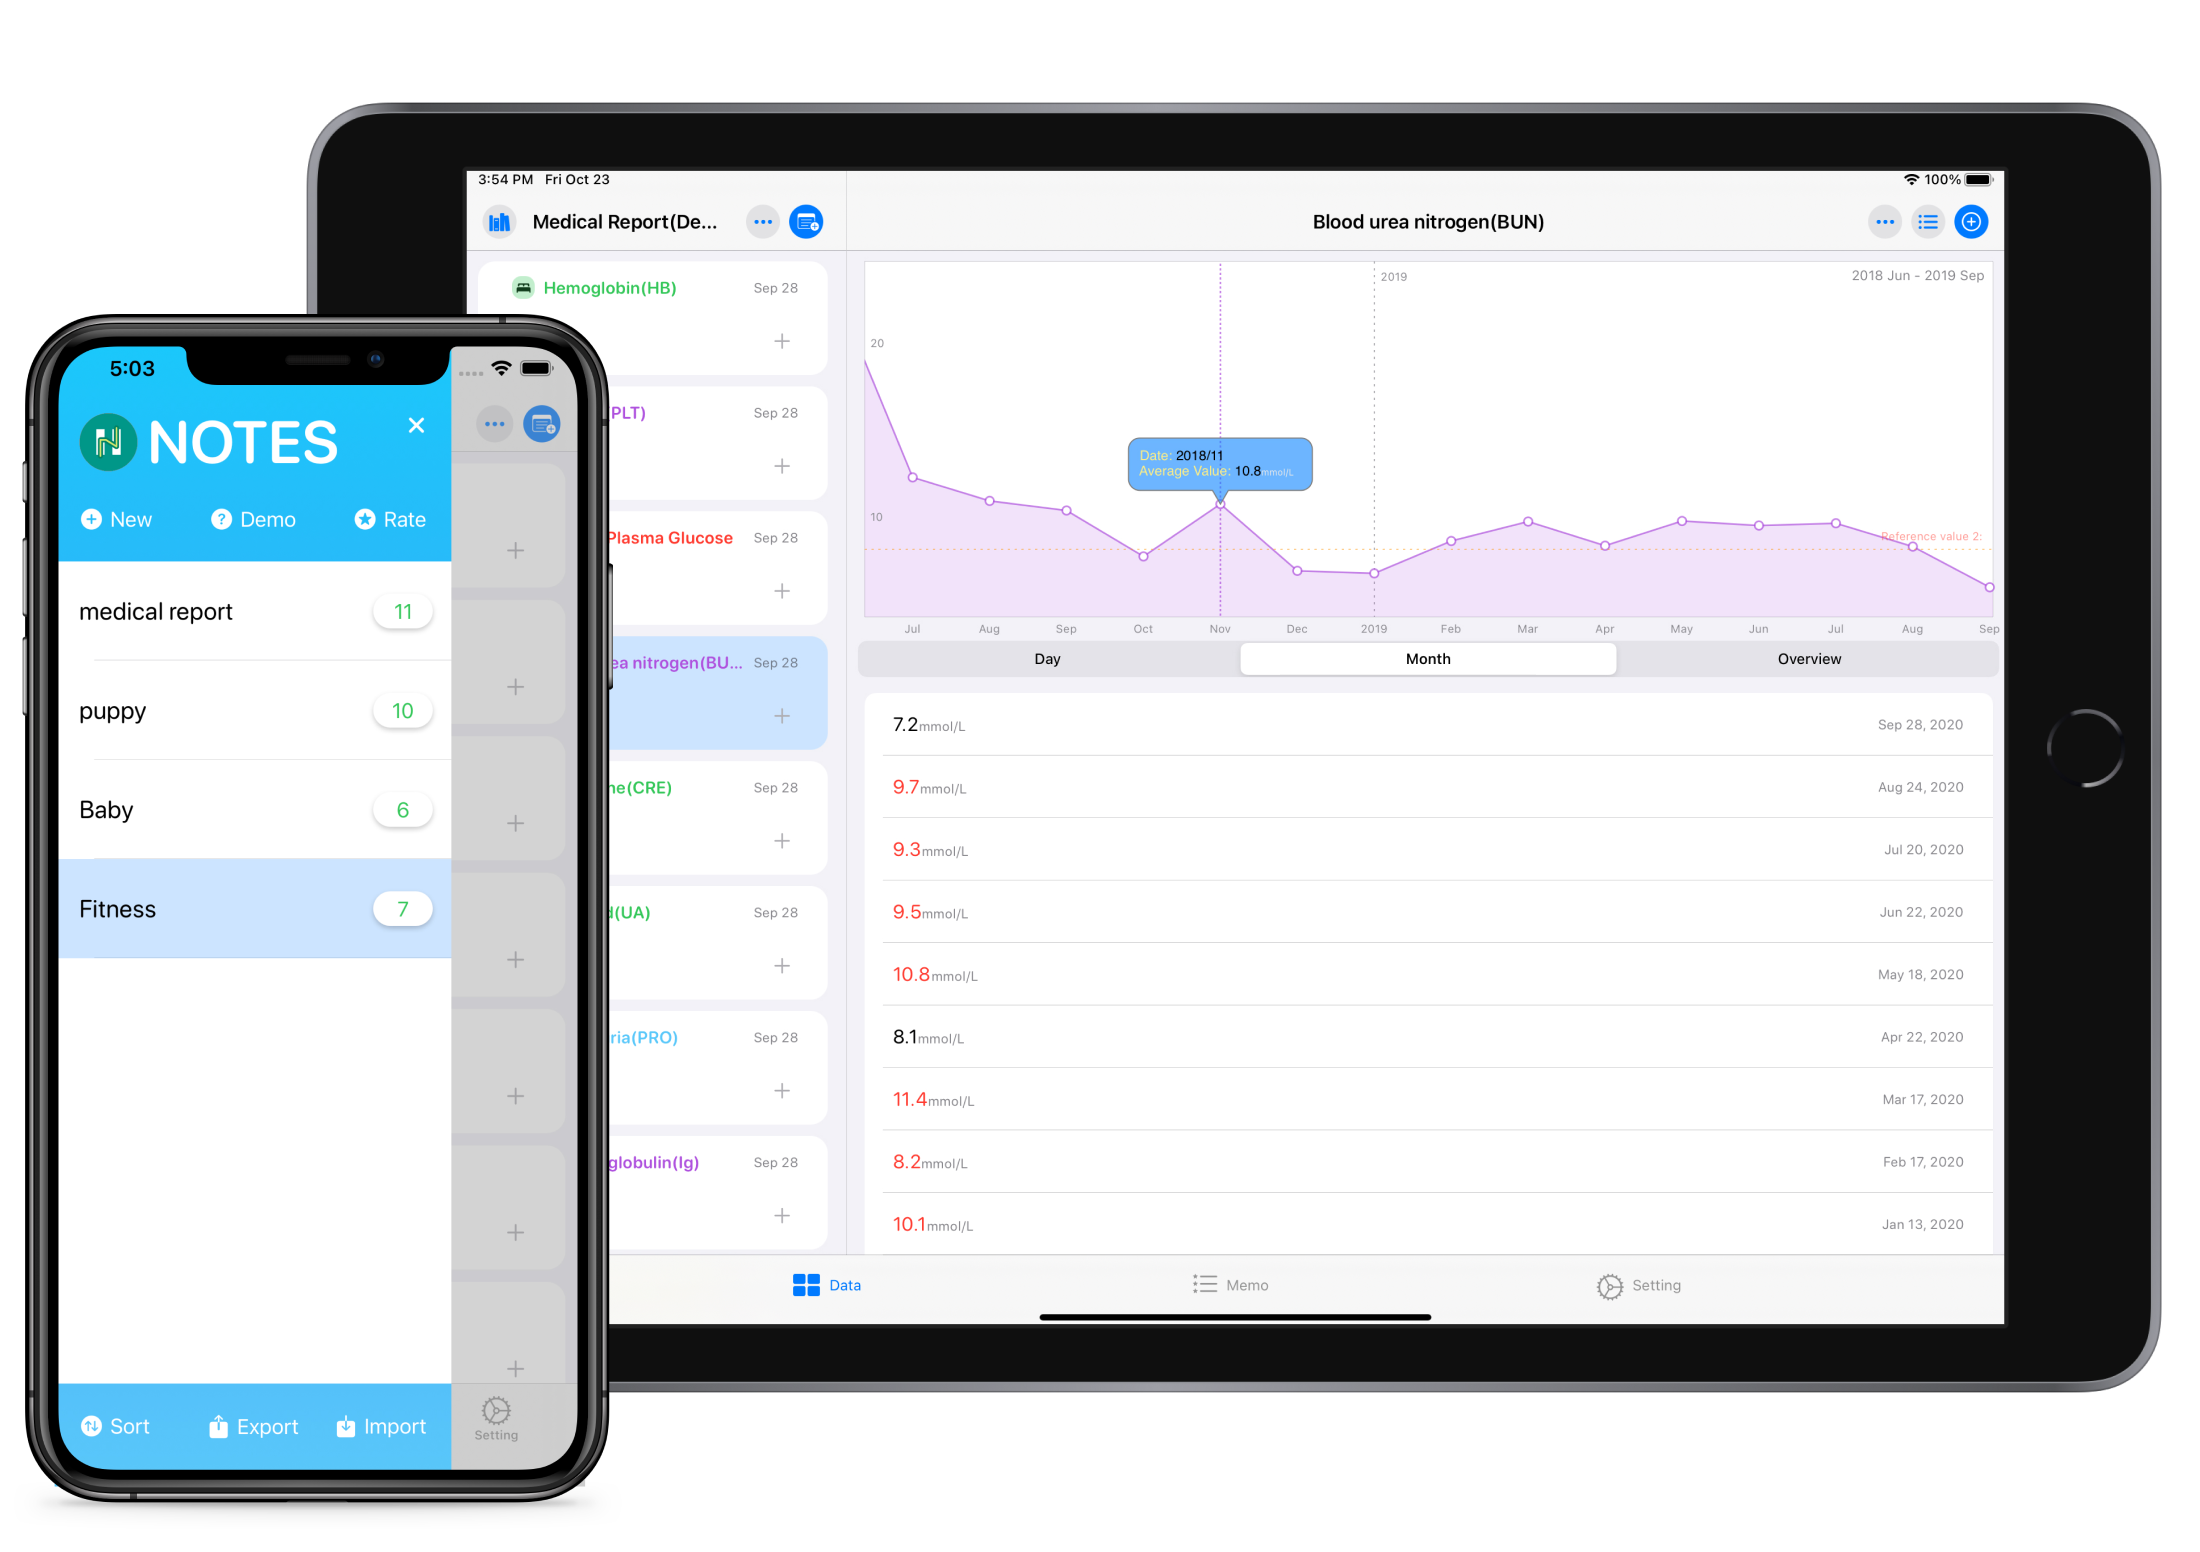 3:54 PM Fri Oct 23
100%
Medical Report(De...
Blood urea nitrogen(BUN)
Hemoglobin(HB) Sep 28
PLT) Sep 28
Plasma Glucose Sep 28
ea nitrogen(BU... Sep 28
ne(CRE) Sep 28
d(UA) Sep 28
ria(PRO) Sep 28
globulin(Ig) Sep 28
2019
2018 Jun - 2019 Sep
20
Date: 2018/11
Average Value: 10.8mmol/L
10
Reference value 2:
Jul Aug Sep Oct Nov Dec 2019 Feb Mar Apr May Jun Jul Aug Sep
Day Month Overview
7.2mmol/L Sep 28, 2020
9.7mmol/L Aug 24, 2020
9.3mmol/L Jul 20, 2020
9.5mmol/L Jun 22, 2020
10.8mmol/L May 18, 2020
8.1mmol/L Apr 22, 2020
11.4mmol/L Mar 17, 2020
8.2mmol/L Feb 17, 2020
10.1mmol/L Jan 13, 2020
Data Memo Setting
5:03
NOTES
New Demo Rate
medical report 11
puppy 10
Baby 6
Fitness 7
Sort Export Import
Setting